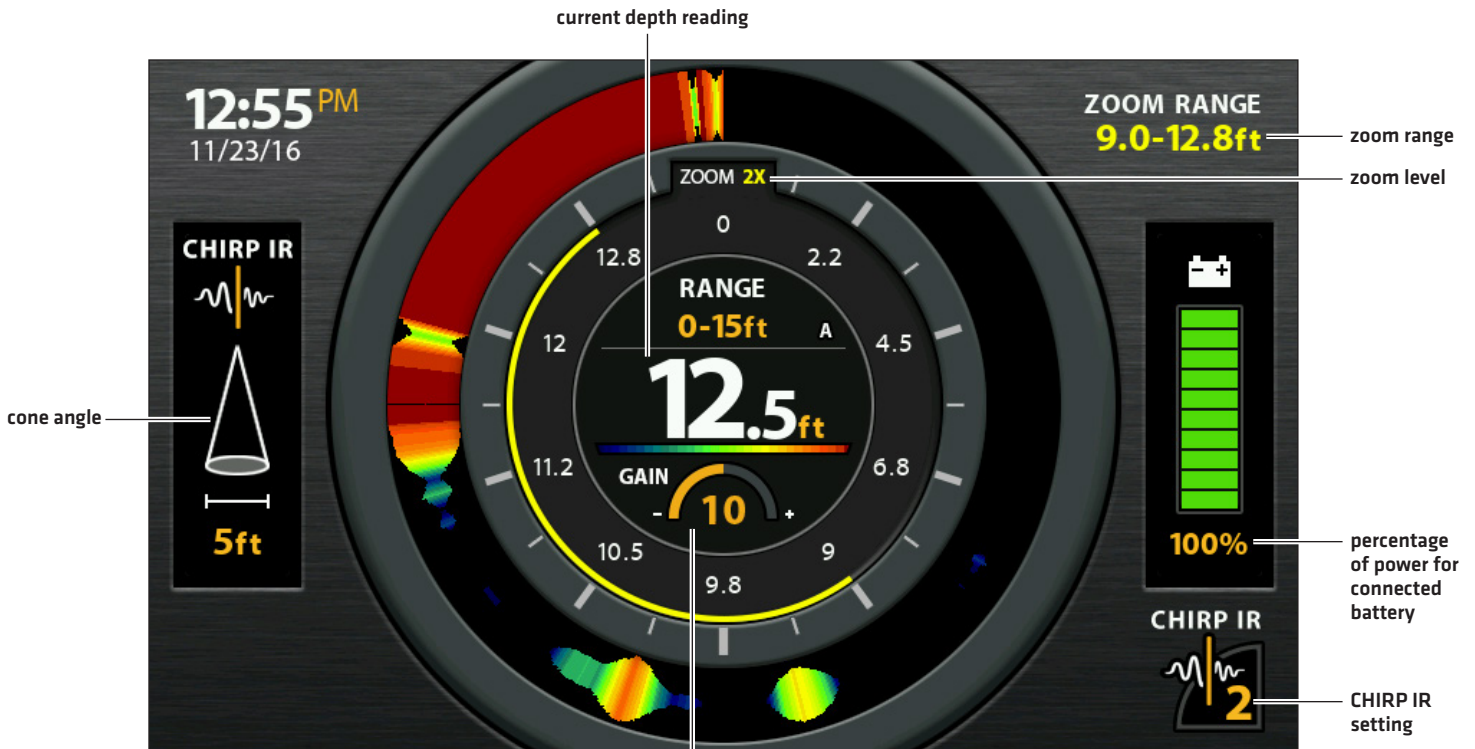 current depth reading
12:55 PM
11/23/16
ZOOM RANGE
9.0-12.8ft
zoom range
ZOOM 2X
zoom level
CHIRP IR
cone angle
5ft
0
2.2
4.5
6.8
9
9.8
10.5
11.2
12
12.8
RANGE
0-15ft A
12.5ft
GAIN
- 10 +
- +
100%
percentage
of power for
connected
battery
CHIRP IR
2
CHIRP IR
setting